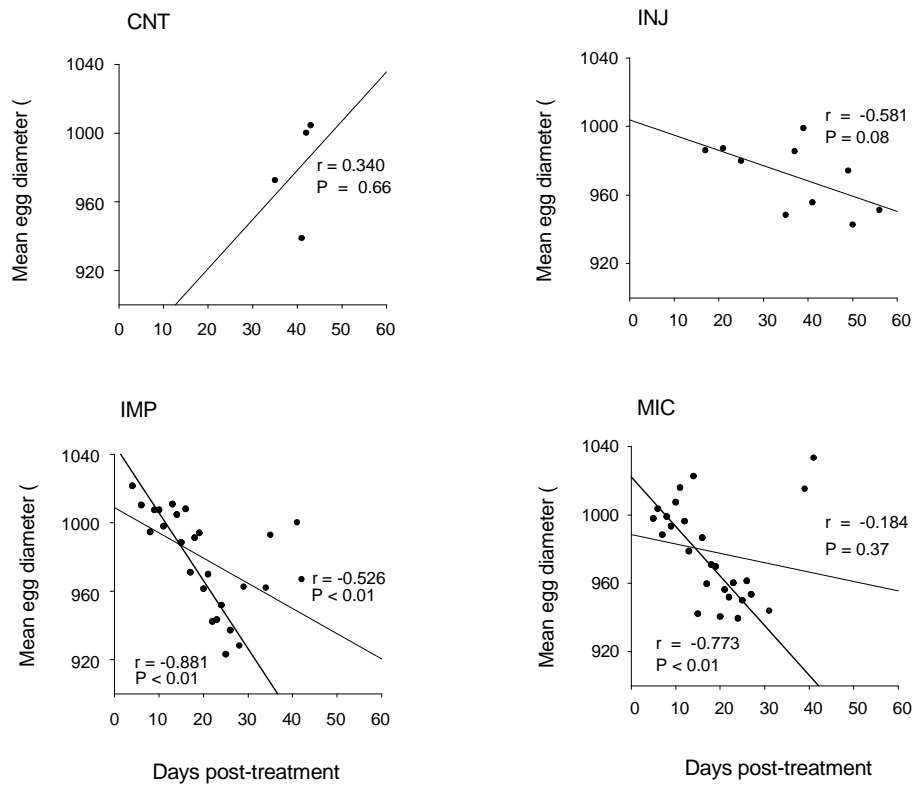 CNT
Mean egg diameter (
1040
1000
960
920
0 10 20 30 40 50 60
r = 0.340
P = 0.66
INJ
Mean egg diameter (
1040
1000
960
920
0 10 20 30 40 50 60
r = -0.581
P = 0.08
IMP
Mean egg diameter (
1040
1000
960
920
0 10 20 30 40 50 60
r = -0.526
P < 0.01
r = -0.881
P < 0.01
Days post-treatment
MIC
Mean egg diameter (
1040
1000
960
920
0 10 20 30 40 50 60
r = -0.184
P = 0.37
r = -0.773
P < 0.01
Days post-treatment